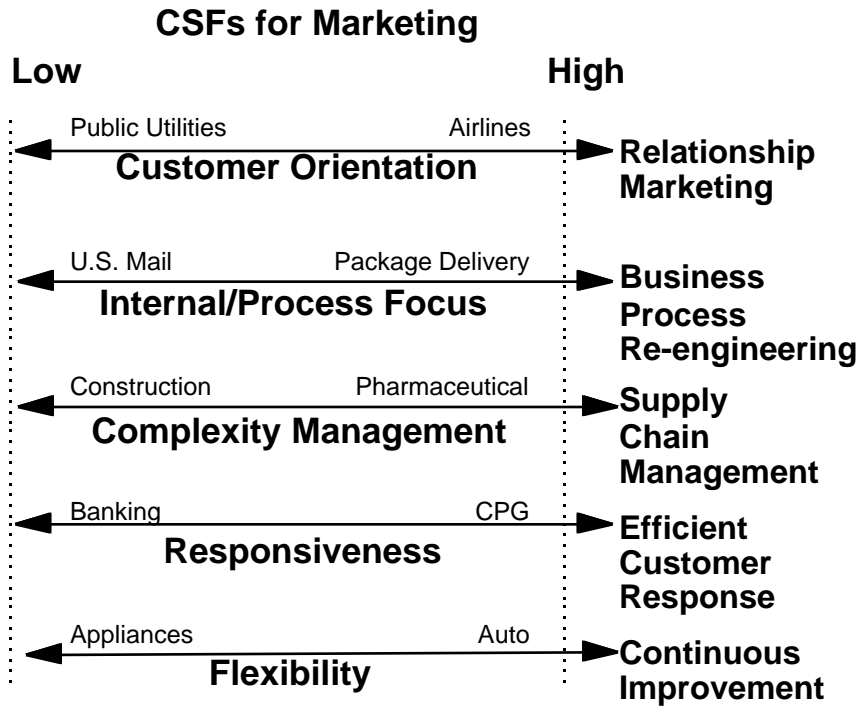 CSFs for Marketing
Low High
Public Utilities Airlines
Customer Orientation
Relationship
Marketing
U.S. Mail Package Delivery
Internal/Process Focus
Business
Process
Re-engineering
Construction Pharmaceutical
Complexity Management
Supply
Chain
Management
Banking CPG
Responsiveness
Efficient
Customer
Response
Appliances Auto
Flexibility
Continuous
Improvement